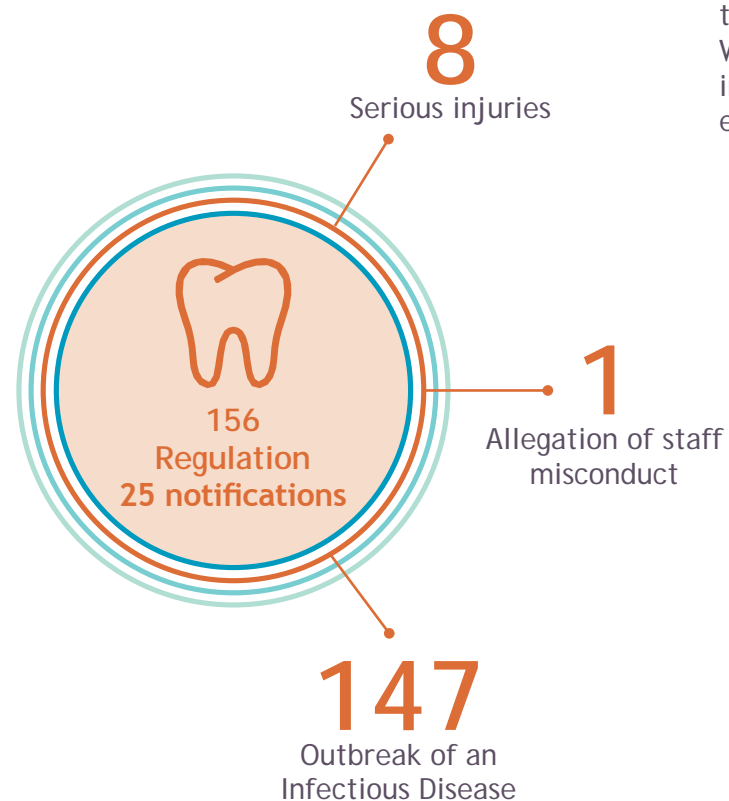 8
Serious injuries
156
Regulation
25 notifications
1
Allegation of staff
misconduct
147
Outbreak of an
Infectious Disease